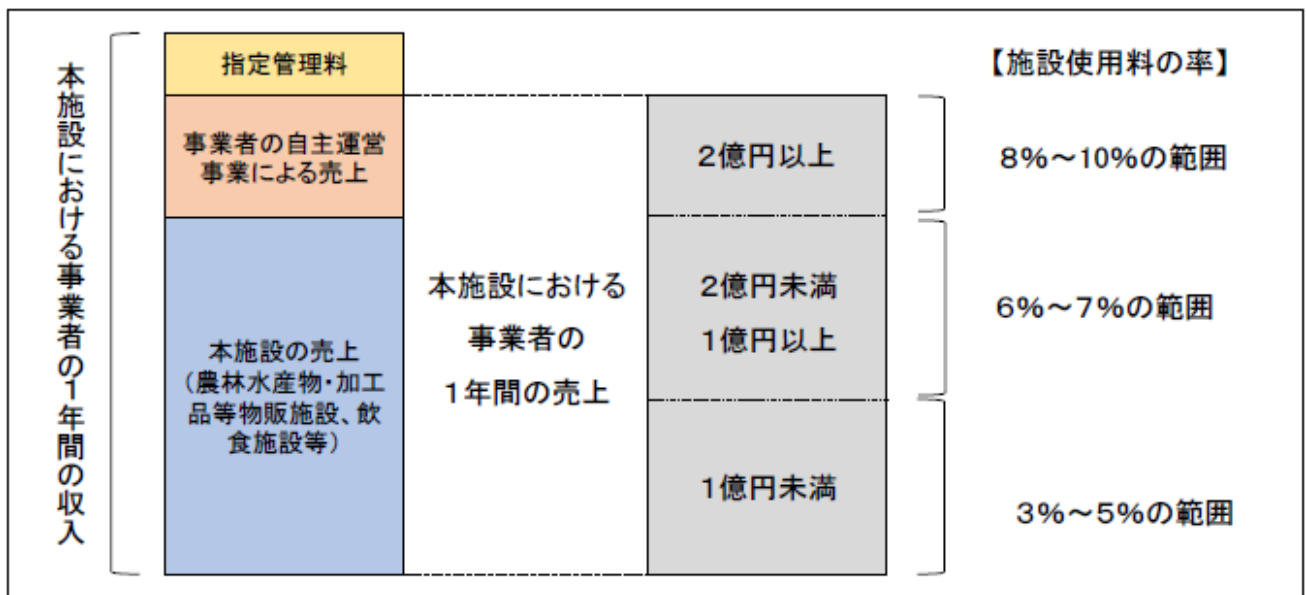 本施設における事業者の1年間の収入
指定管理料
事業者の自主運営
事業による売上
本施設の売上
（農林水産物・加工
品等物販施設、飲
食施設等）
本施設における
事業者の
1年間の売上
2億円以上
2億円未満
1億円以上
1億円未満
【施設使用料の率】
8%～10%の範囲
6%～7%の範囲
3%～5%の範囲